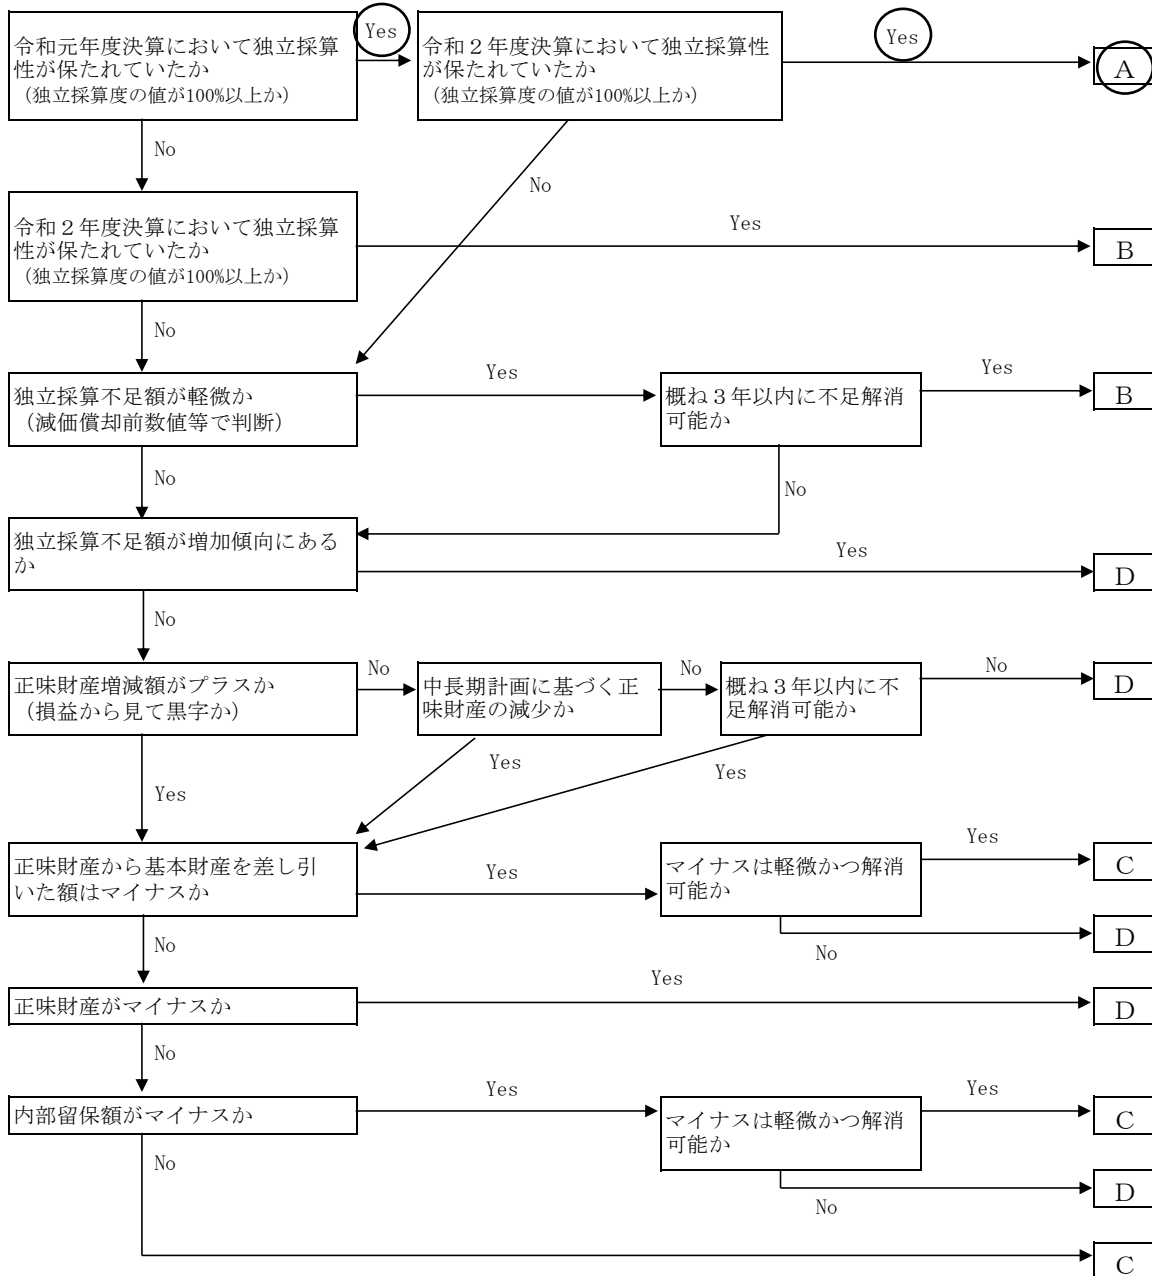 令和元年度決算において独立採算
性が保たれていたか
（独立採算度の値が100%以上か）
Yes
令和２年度決算において独立採算性
が保たれていたか
（独立採算度の値が100%以上か）
Yes
A
No
No
令和２年度決算において独立採算
性が保たれていたか
（独立採算度の値が100%以上か）
Yes
B
No
独立採算不足額が軽微か
（減価償却前数値等で判断）
Yes
概ね３年以内に不足解消
可能か
Yes
B
No
No
独立採算不足額が増加傾向にある
か
Yes
D
No
正味財産増減額がプラスか
（損益から見て黒字か）
No
中長期計画に基づく正
味財産の減少か
No
概ね３年以内に不
足解消可能か
No
D
Yes
Yes
Yes
正味財産から基本財産を差し引
いた額はマイナスか
Yes
マイナスは軽微かつ解消
可能か
Yes
C
No
D
No
正味財産がマイナスか
Yes
D
No
内部留保額がマイナスか
Yes
マイナスは軽微かつ解消
可能か
Yes
C
No
D
No
C